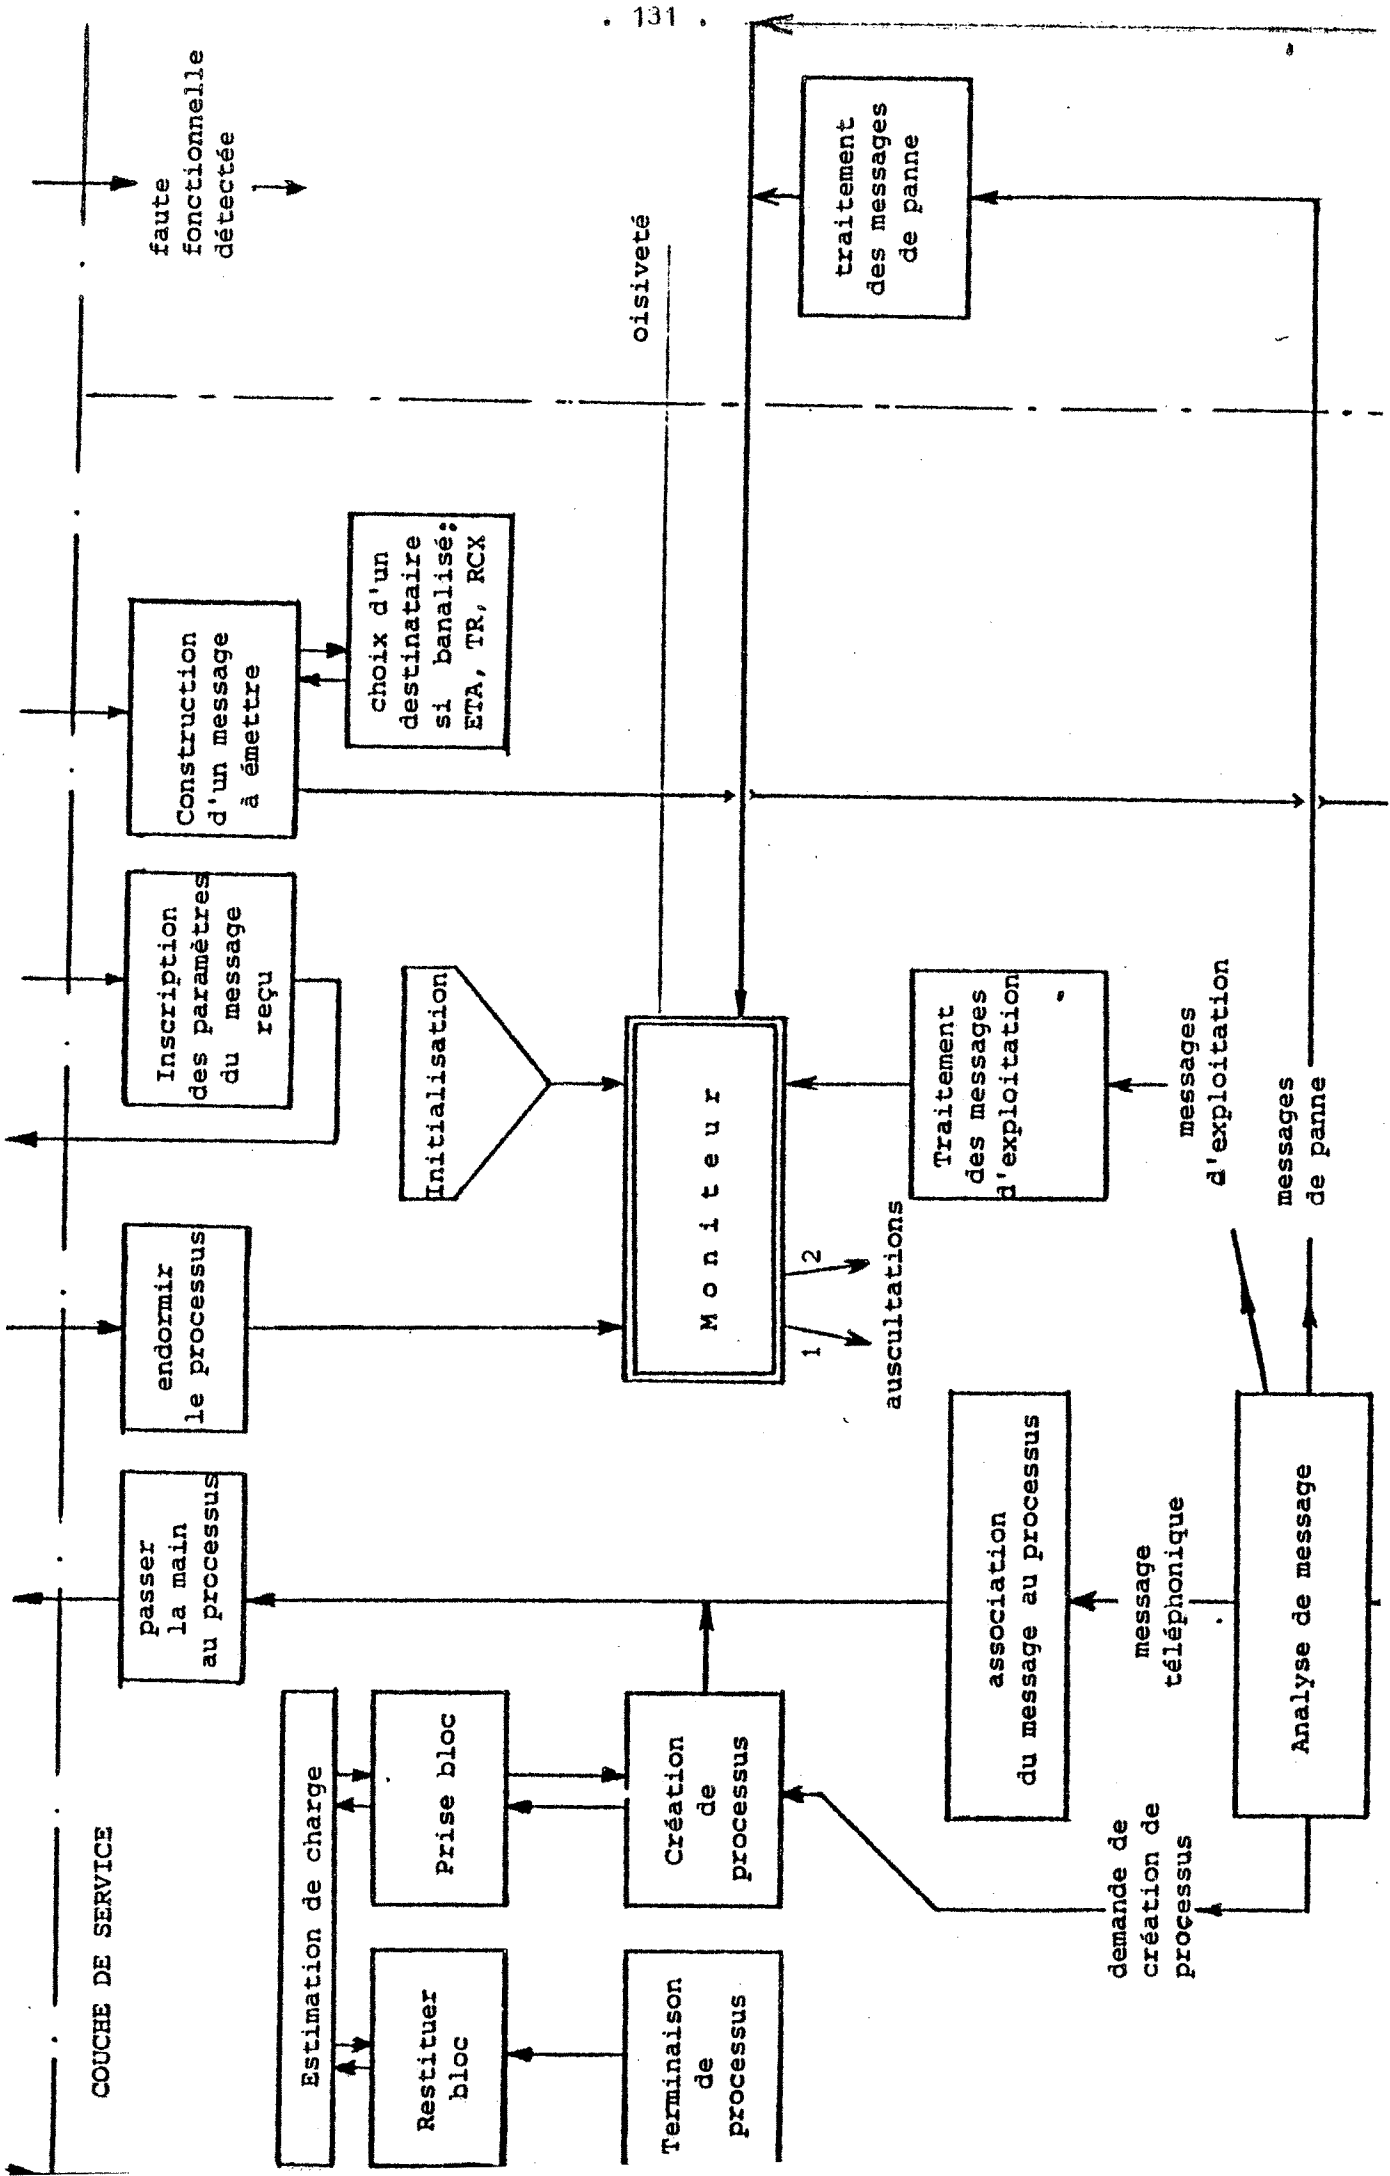 . 131 .
COUCHE DE SERVICE
passer
la main
au processus
endormir
le processus
Inscription
des paramètres
du message
reçu
Construction
d'un message
à émettre
faute
fonctionnelle
détectée
Estimation de charge
Restituer
bloc
Prise bloc
Initialisation
choix d'un
destinataire
si banalisé;
ETA, TR, RCX
Terminaison
de
processus
Création
de
processus
Moniteur
oisiveté
1
2
auscultations
traitement
des messages
de panne
association
du message au processus
Traitement
des messages
d'exploitation
demande de
création de
processus
message
téléphonique
messages
d'exploitation
Analyse de message
messages
de panne